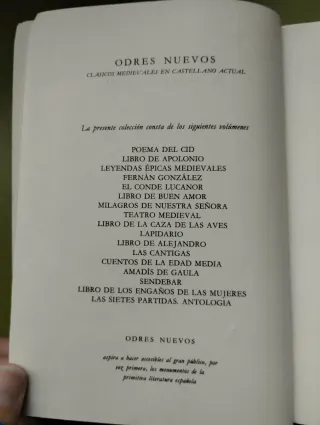 ODRES NUEVOS
CLÁSICOS MEDIEVALES EN CASTELLANO ACTUAL
La presente colección consta de los siguientes volúmenes
POEMA DEL CID
LIBRO DE APOLONIO
LEYENDAS ÉPICAS MEDIEVALES
FERNÁN GONZÁLEZ
EL CONDE LUCANOR
LIBRO DE BUEN AMOR
MILAGROS DE NUESTRA SEÑORA
TEATRO MEDIEVAL
LIBRO DE LA CAZA DE LAS AVES
LAPIDARIO
LIBRO DE ALEJANDRO
LAS CANTIGAS
CUENTOS DE LA EDAD MEDIA
AMADÍS DE GAULA
SENDEBAR
LIBRO DE LOS ENGAÑOS DE LAS MUJERES
LAS SIETES PARTIDAS. ANTOLOGIA
ODRES NUEVOS
aspira a hacer asequibles al gran público, por
vez primera, los monumentos de la
primitiva literatura española